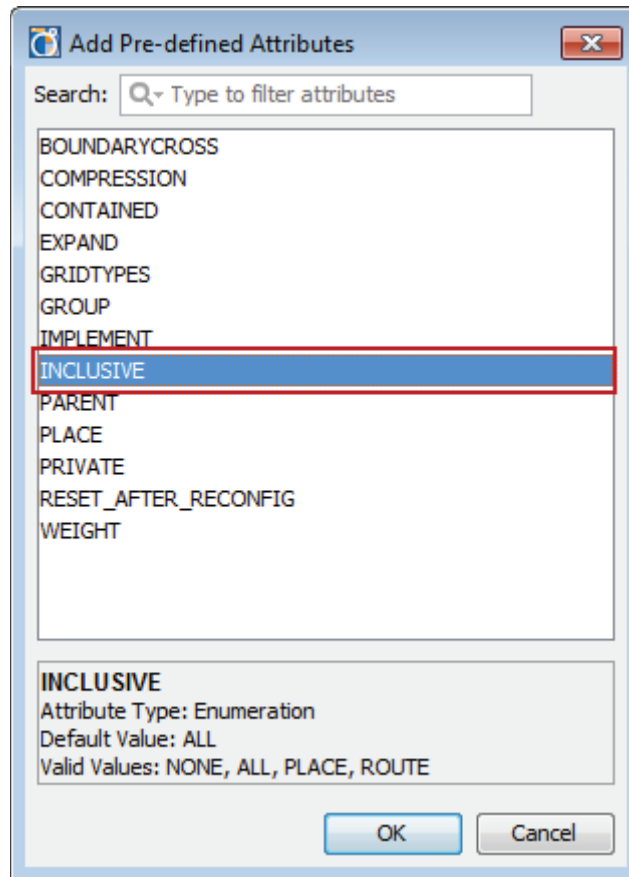 Add Pre-defined Attributes
Search: Type to filter attributes
BOUNDARYCROSS
COMPRESSION
CONTAINED
EXPAND
GRIDTYPES
GROUP
IMPLEMENT
INCLUSIVE
PARENT
PLACE
PRIVATE
RESET_AFTER_RECONFIG
WEIGHT
INCLUSIVE
Attribute Type: Enumeration
Default Value: ALL
Valid Values: NONE, ALL, PLACE, ROUTE
OK Cancel